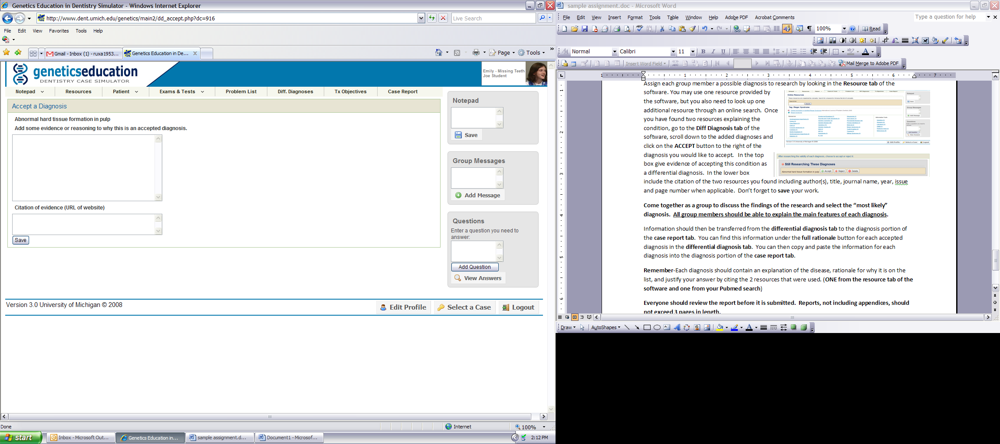 Genetics Education in Dentistry Simulator - Windows Internet Explorer
http://www.dent.umich.edu/genetics/main2/dd_accept.php?dc=916
Live Search
File Edit View Favorites Tools Help
Gmail - Inbox (1) - ruxa1953...
Genetics Education in De...
Page Tools
geneticseducation
DENTISTRY CASE SIMULATOR
Emily - Missing Teeth
Joe Student
Notepad Resources Patient Exams & Tests Problem List Diff. Diagnoses Tx Objectives Case Report
Accept a Diagnosis
Abnormal hard tissue formation in pulp
Add some evidence or reasoning to why this is an accepted diagnosis.
Citation of evidence (URL of website)
Save
Notepad
Save
Group Messages
Add Message
Questions
Enter a question you need to
answer:
Add Question
View Answers
Version 3.0 University of Michigan © 2008
Edit Profile Select a Case Logout
Done
Internet
100%
start
Inbox - Microsoft Out...
Genetics Education in...
sample assignment.d...
Document1 - Microsof...
2:12 PM
sample assignment.doc - Microsoft Word
File Edit View Insert Format Tools Table Window Help Adobe PDF Acrobat Comments
Type a question for help
100%
Read
Normal
Calibri
11
B I U
Insert Word Field
Mail Merge to Adobe PDF
1 1 2 3 4 5 6 7
Assign each group member a possible diagnosis to research by looking in the Resource tab of the
software. You may use one resource provided by
the software, but you also need to look up one
additional resource through an online search. Once
you have found two resources explaining the
condition, go to the Diff Diagnosis tab of the
software, scroll down to the added diagnoses and
click on the ACCEPT button to the right of the
diagnosis you would like to accept. In the top
box give evidence of accepting this condition as
a differential diagnosis. In the lower box
include the citation of the two resources you found including author(s), title, journal name, year, issue
and page number when applicable. Don’t forget to save your work.
Online Resources
Tag: Rieger Syndrome
After researching the validity of each diagnosis, choose to accept or reject it.
Still Researching These Diagnoses
Abnormal hard tissue formation in pulp Accept Reject Delete
Come together as a group to discuss the findings of the research and select the “most likely”
diagnosis. All group members should be able to explain the main features of each diagnosis.
Information should then be transferred from the differential diagnosis tab to the diagnosis portion of
the case report tab. You can find this information under the full rationale button for each accepted
diagnosis in the differential diagnosis tab. You can then copy and paste the information for each
diagnosis into the diagnosis portion of the case report tab.
Remember-Each diagnosis should contain an explanation of the disease, rationale for why it is on the
list, and justify your answer by citing the 2 resources that were used. (ONE from the resource tab of the
software and one from your Pubmed search)
Everyone should review the report before it is submitted. Reports, not including appendices, should
not exceed 3 pages in length.
Draw
AutoShapes